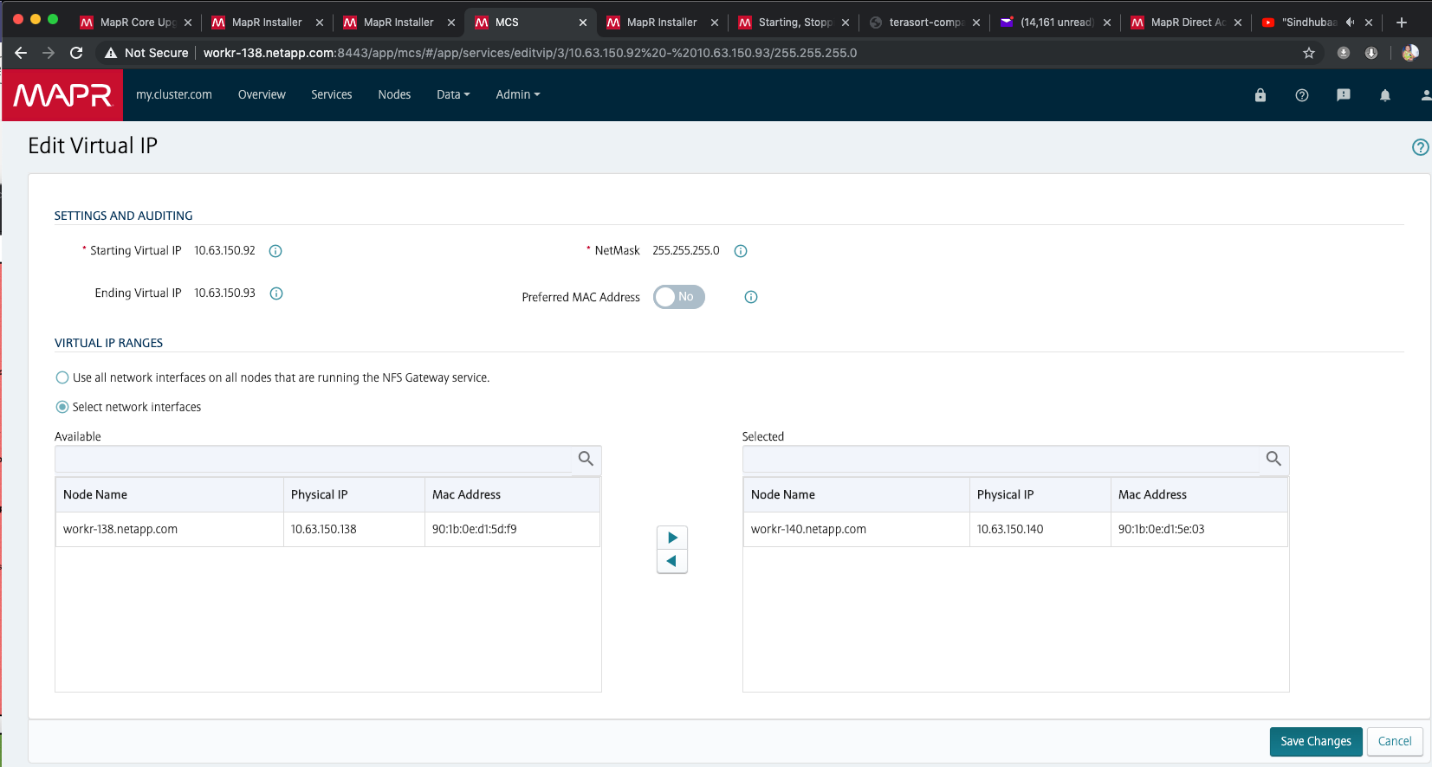 MapR Core Upg
MapR Installer
MapR Installer
MCS
MapR Installer
Starting, Stopp
terasort-comp
(14,161 unread)
MapR Direct Ac
"Sindhubaa
Not Secure
workr-138.netapp.com:8443/app/mcs/#/app/services/editvip/3/10.63.150.92%20-%2010.63.150.93/255.255.255.0
MAPR
my.cluster.com
Overview
Services
Nodes
Data
Admin
Edit Virtual IP
SETTINGS AND AUDITING
* Starting Virtual IP 10.63.150.92
* NetMask 255.255.255.0
Ending Virtual IP 10.63.150.93
Preferred MAC Address No
VIRTUAL IP RANGES
Use all network interfaces on all nodes that are running the NFS Gateway service.
Select network interfaces
Available
Node Name Physical IP Mac Address
workr-138.netapp.com 10.63.150.138 90:1b:0e:d1:5d:f9
Selected
Node Name Physical IP Mac Address
workr-140.netapp.com 10.63.150.140 90:1b:0e:d1:5e:03
Save Changes
Cancel